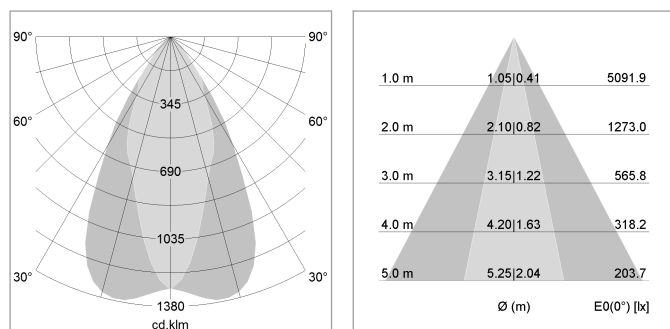 90° 90°
345
60° 60°
690
1035
30° 30°
1380
cd.klm
1.0 m 1.05|0.41 5091.9
2.0 m 2.10|0.82 1273.0
3.0 m 3.15|1.22 565.8
4.0 m 4.20|1.63 318.2
5.0 m 5.25|2.04 203.7
Ø (m) E0(0°) [lx]